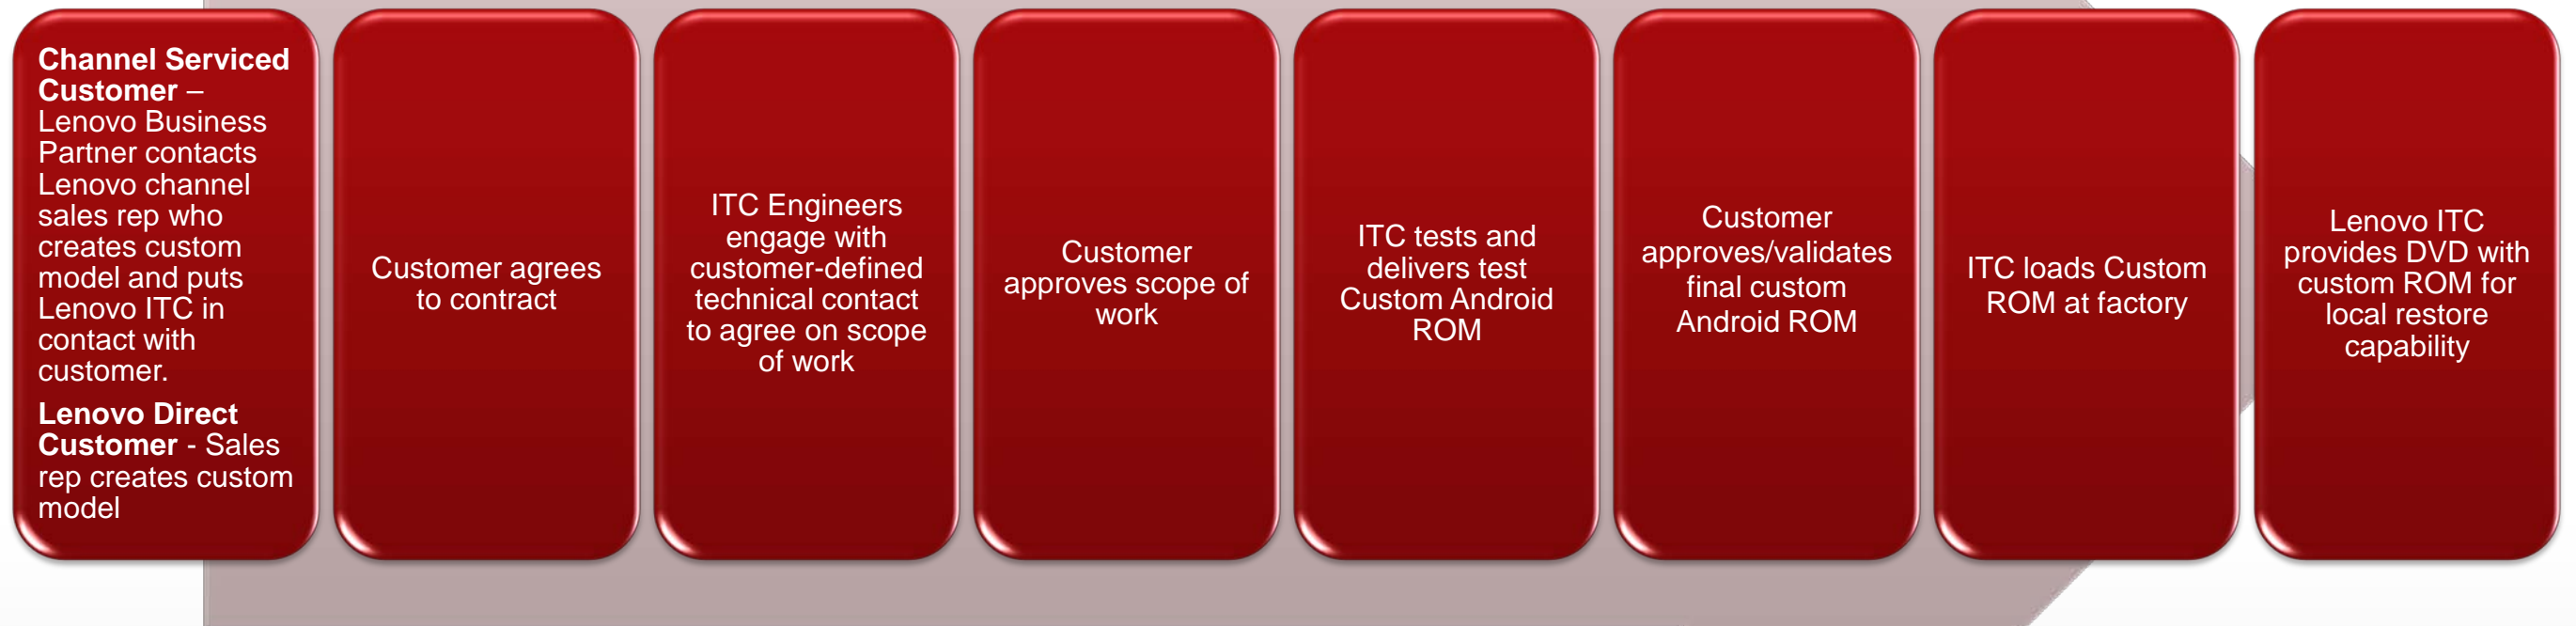 Channel Serviced
Customer –
Lenovo Business
Partner contacts
Lenovo channel
sales rep who
creates custom
model and puts
Lenovo ITC in
contact with
customer.
Lenovo Direct
Customer - Sales
rep creates custom
model
Customer agrees
to contract
ITC Engineers
engage with
customer-defined
technical contact
to agree on scope
of work
Customer
approves scope of
work
ITC tests and
delivers test
Custom Android
ROM
Customer
approves/validates
final custom
Android ROM
ITC loads Custom
ROM at factory
Lenovo ITC
provides DVD with
custom ROM for
local restore
capability